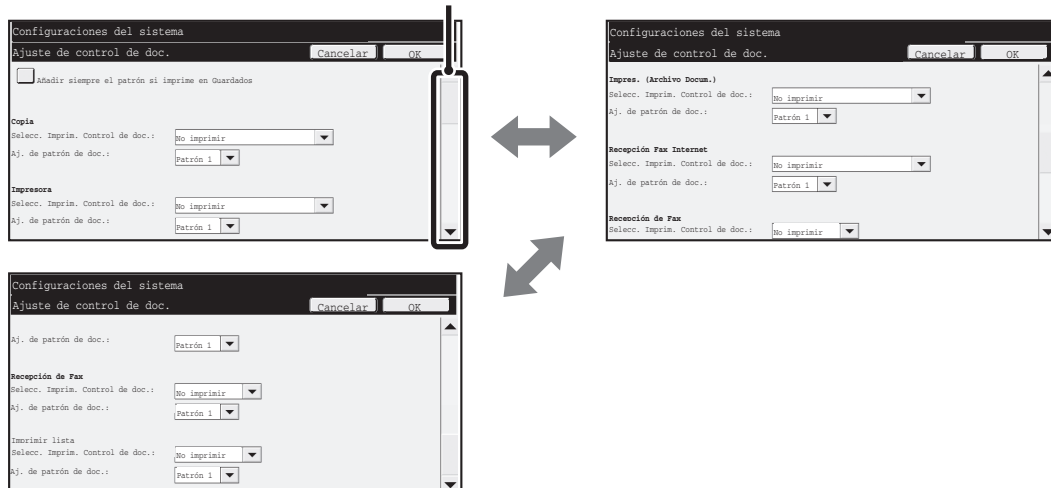 Configuraciones del sistema
Ajuste de control de doc.
Cancelar
OK
Añadir siempre el patrón si imprime en Guardados
Copia
Selecc. Imprim. Control de doc.:
No imprimir
Aj. de patrón de doc.:
Patrón 1
Impresora
Selecc. Imprim. Control de doc.:
No imprimir
Aj. de patrón de doc.:
Patrón 1
Configuraciones del sistema
Ajuste de control de doc.
Cancelar
OK
Impres. (Archivo Docum.)
Selecc. Imprim. Control de doc.:
No imprimir
Aj. de patrón de doc.:
Patrón 1
Recepción Fax Internet
Selecc. Imprim. Control de doc.:
No imprimir
Aj. de patrón de doc.:
Patrón 1
Recepción de Fax
Selecc. Imprim. Control de doc.:
No imprimir
Configuraciones del sistema
Ajuste de control de doc.
Cancelar
OK
Aj. de patrón de doc.:
Patrón 1
Recepción de Fax
Selecc. Imprim. Control de doc.:
No imprimir
Aj. de patrón de doc.:
Patrón 1
Imprimir lista
Selecc. Imprim. Control de doc.:
No imprimir
Aj. de patrón de doc.:
Patrón 1